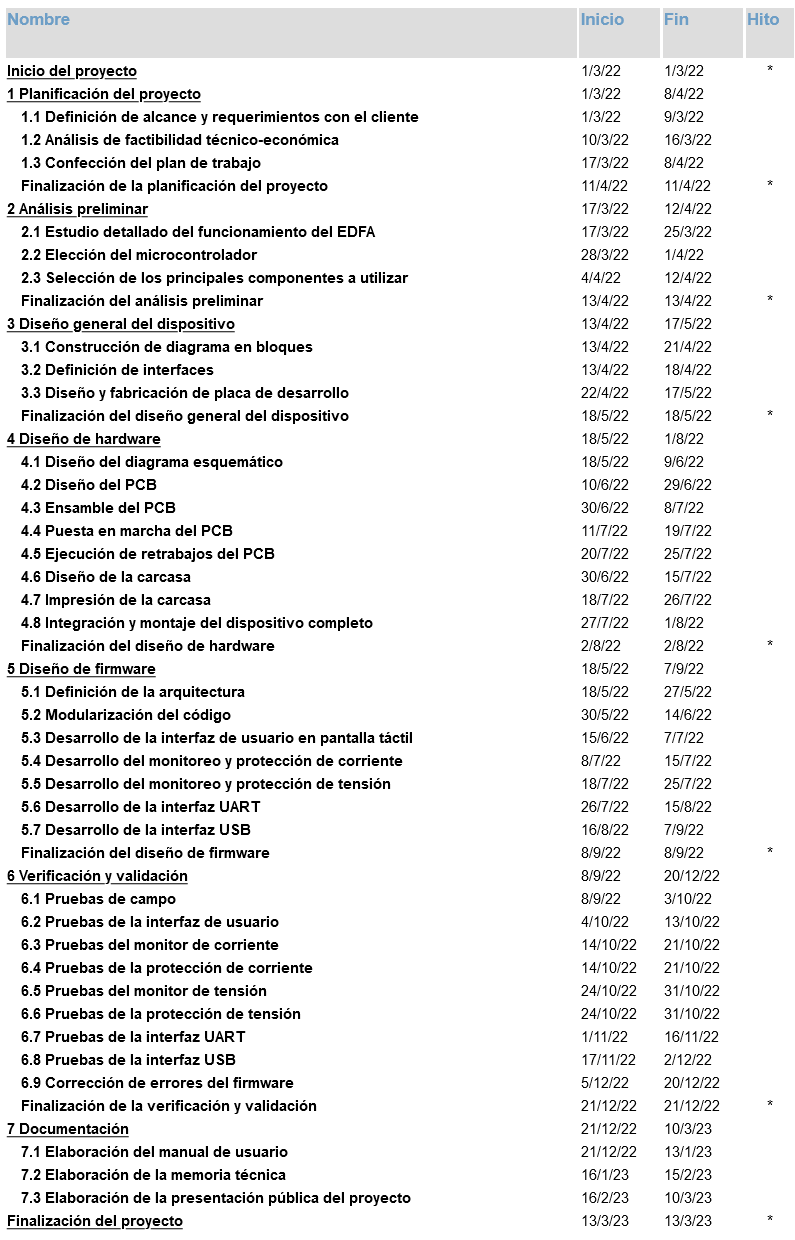 Nombre Inicio Fin Hito
Inicio del proyecto 1/3/22 1/3/22 *
1 Planificación del proyecto 1/3/22 8/4/22
1.1 Definición de alcance y requerimientos con el cliente 1/3/22 9/3/22
1.2 Análisis de factibilidad técnico-económica 10/3/22 16/3/22
1.3 Confección del plan de trabajo 17/3/22 8/4/22
Finalización de la planificación del proyecto 11/4/22 11/4/22 *
2 Análisis preliminar 17/3/22 12/4/22
2.1 Estudio detallado del funcionamiento del EDFA 17/3/22 25/3/22
2.2 Elección del microcontrolador 28/3/22 1/4/22
2.3 Selección de los principales componentes a utilizar 4/4/22 12/4/22
Finalización del análisis preliminar 13/4/22 13/4/22 *
3 Diseño general del dispositivo 13/4/22 17/5/22
3.1 Construcción de diagrama en bloques 13/4/22 21/4/22
3.2 Definición de interfaces 13/4/22 18/4/22
3.3 Diseño y fabricación de placa de desarrollo 22/4/22 17/5/22
Finalización del diseño general del dispositivo 18/5/22 18/5/22 *
4 Diseño de hardware 18/5/22 1/8/22
4.1 Diseño del diagrama esquemático 18/5/22 9/6/22
4.2 Diseño del PCB 10/6/22 29/6/22
4.3 Ensamble del PCB 30/6/22 8/7/22
4.4 Puesta en marcha del PCB 11/7/22 19/7/22
4.5 Ejecución de retrabajos del PCB 20/7/22 25/7/22
4.6 Diseño de la carcasa 30/6/22 15/7/22
4.7 Impresión de la carcasa 18/7/22 26/7/22
4.8 Integración y montaje del dispositivo completo 27/7/22 1/8/22
Finalización del diseño de hardware 2/8/22 2/8/22 *
5 Diseño de firmware 18/5/22 7/9/22
5.1 Definición de la arquitectura 18/5/22 27/5/22
5.2 Modularización del código 30/5/22 14/6/22
5.3 Desarrollo de la interfaz de usuario en pantalla táctil 15/6/22 7/7/22
5.4 Desarrollo del monitoreo y protección de corriente 8/7/22 15/7/22
5.5 Desarrollo del monitoreo y protección de tensión 18/7/22 25/7/22
5.6 Desarrollo de la interfaz UART 26/7/22 15/8/22
5.7 Desarrollo de la interfaz USB 16/8/22 7/9/22
Finalización del diseño de firmware 8/9/22 8/9/22 *
6 Verificación y validación 8/9/22 20/12/22
6.1 Pruebas de campo 8/9/22 3/10/22
6.2 Pruebas de la interfaz de usuario 4/10/22 13/10/22
6.3 Pruebas del monitor de corriente 14/10/22 21/10/22
6.4 Pruebas de la protección de corriente 14/10/22 21/10/22
6.5 Pruebas del monitor de tensión 24/10/22 31/10/22
6.6 Pruebas de la protección de tensión 24/10/22 31/10/22
6.7 Pruebas de la interfaz UART 1/11/22 16/11/22
6.8 Pruebas de la interfaz USB 17/11/22 2/12/22
6.9 Corrección de errores del firmware 5/12/22 20/12/22
Finalización de la verificación y validación 21/12/22 21/12/22 *
7 Documentación 21/12/22 10/3/23
7.1 Elaboración del manual de usuario 21/12/22 13/1/23
7.2 Elaboración de la memoria técnica 16/1/23 15/2/23
7.3 Elaboración de la presentación pública del proyecto 16/2/23 10/3/23
Finalización del proyecto 13/3/23 13/3/23 *